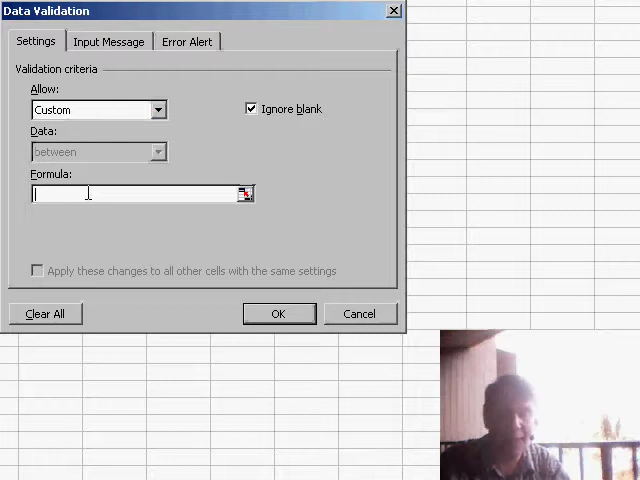 Data Validation
Settings
Input Message
Error Alert
Validation criteria
Allow:
Custom
Ignore blank
Data:
between
Formula:
Apply these changes to all other cells with the same settings
Clear All
OK
Cancel